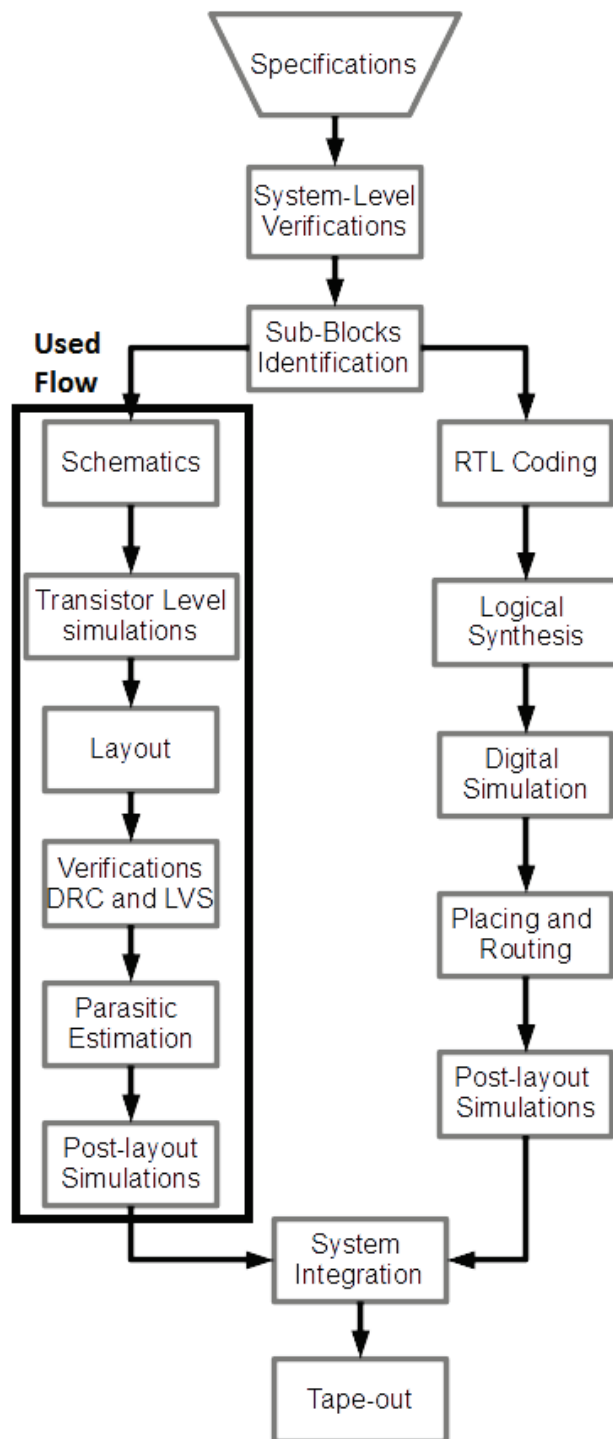 Specifications
System-Level
Verifications
Sub-Blocks
Identification
Used
Flow
Schematics
Transistor Level
simulations
Layout
Verifications
DRC and LVS
Parasitic
Estimation
Post-layout
Simulations
RTL Coding
Logical
Synthesis
Digital
Simulation
Placing and
Routing
Post-layout
Simulations
System
Integration
Tape-out